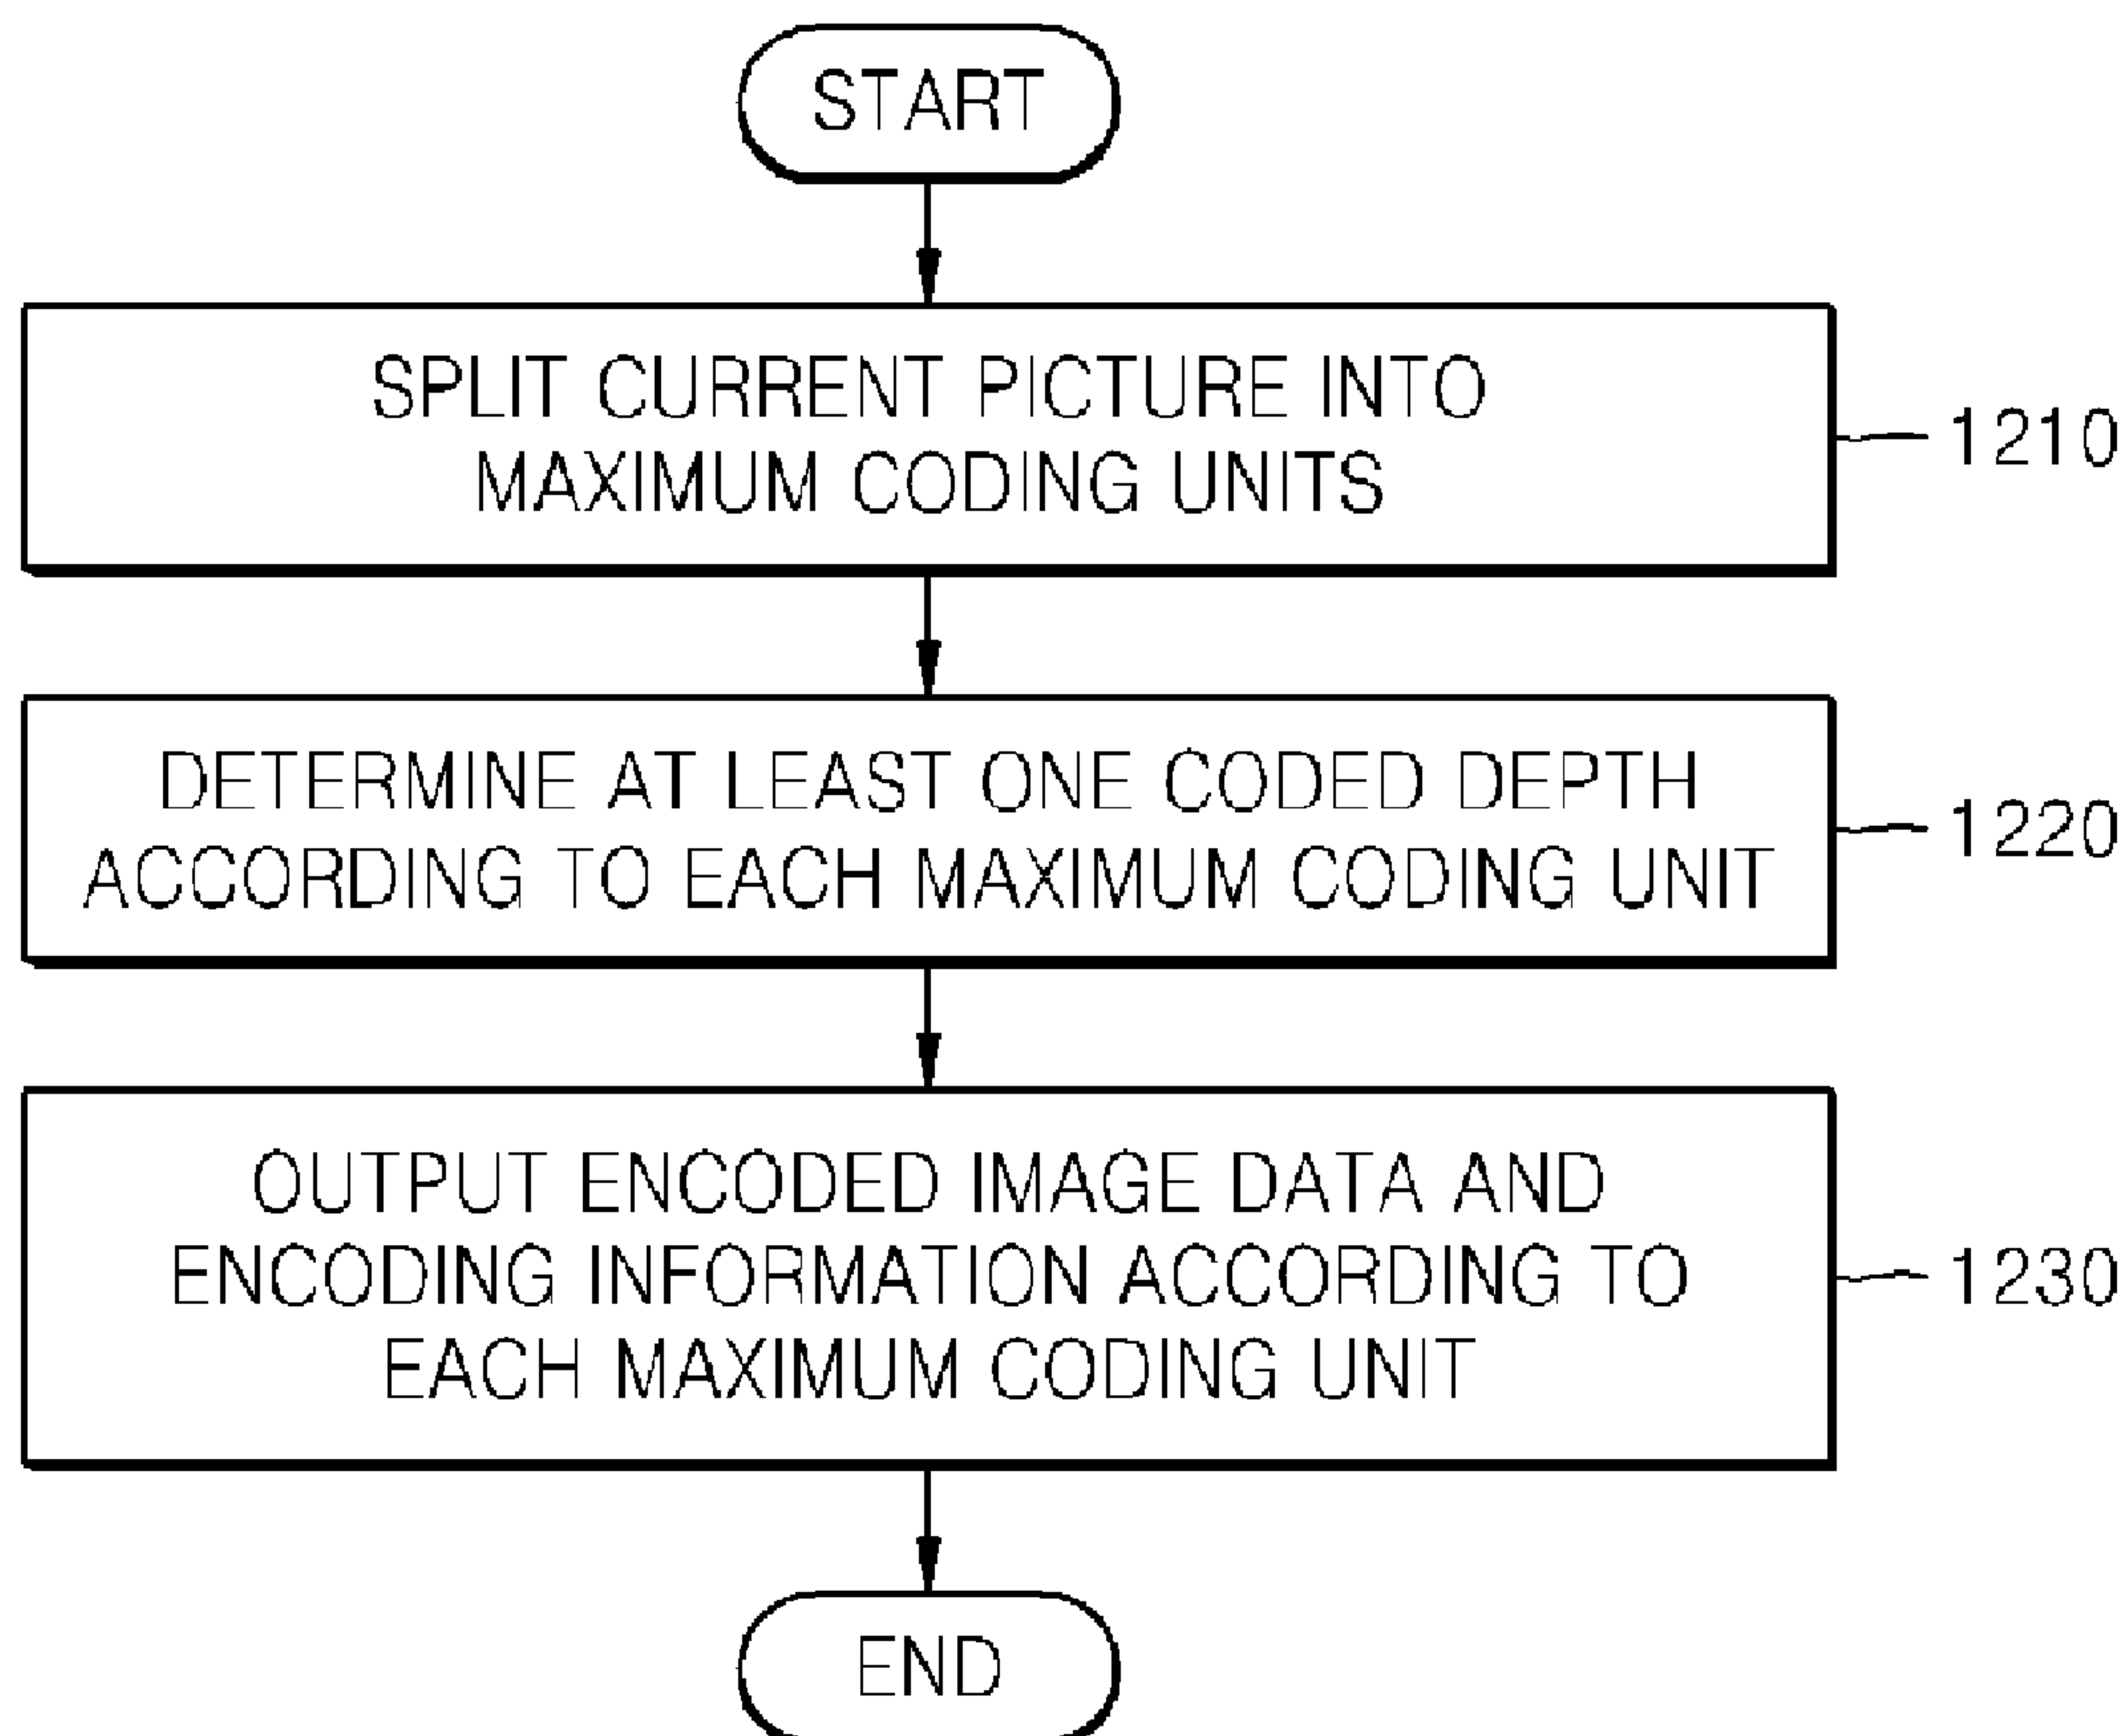 START
SPLIT CURRENT PICTURE INTO
MAXIMUM CODING UNITS
1210
DETERMINE AT LEAST ONE CODED DEPTH
ACCORDING TO EACH MAXIMUM CODING UNIT
1220
OUTPUT ENCODED IMAGE DATA AND
ENCODING INFORMATION ACCORDING TO
EACH MAXIMUM CODING UNIT
1230
END